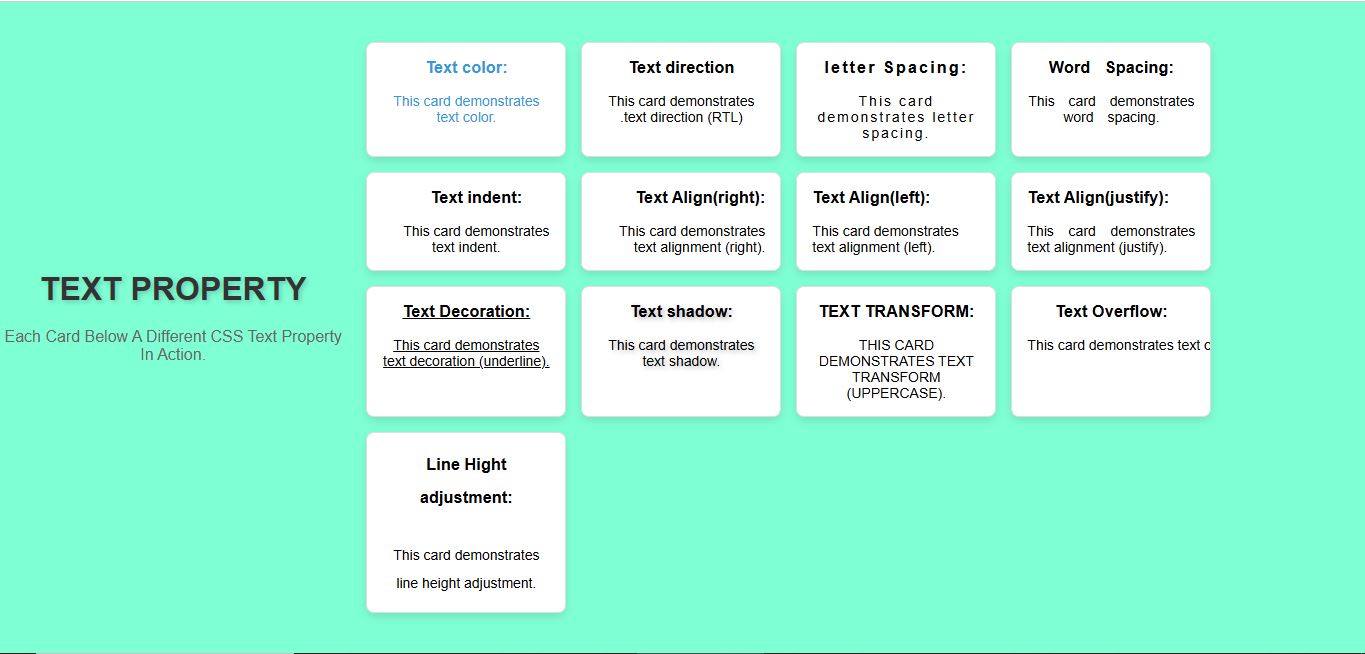 TEXT PROPERTY
Each Card Below A Different CSS Text Property
In Action.
Text color:
This card demonstrates
text color.
Text direction
This card demonstrates
.text direction (RTL)
letter Spacing:
This card
demonstrates letter
spacing.
Word Spacing:
This card demonstrates
word spacing.
Text indent:
This card demonstrates
text indent.
Text Align(right):
This card demonstrates
text alignment (right).
Text Align(left):
This card demonstrates
text alignment (left).
Text Align(justify):
This card demonstrates
text alignment (justify).
Text Decoration:
This card demonstrates
text decoration (underline).
Text shadow:
This card demonstrates
text shadow.
TEXT TRANSFORM:
THIS CARD
DEMONSTRATES TEXT
TRANSFORM
(UPPERCASE).
Text Overflow:
This card demonstrates text
Line Hight
adjustment:
This card demonstrates
line height adjustment.